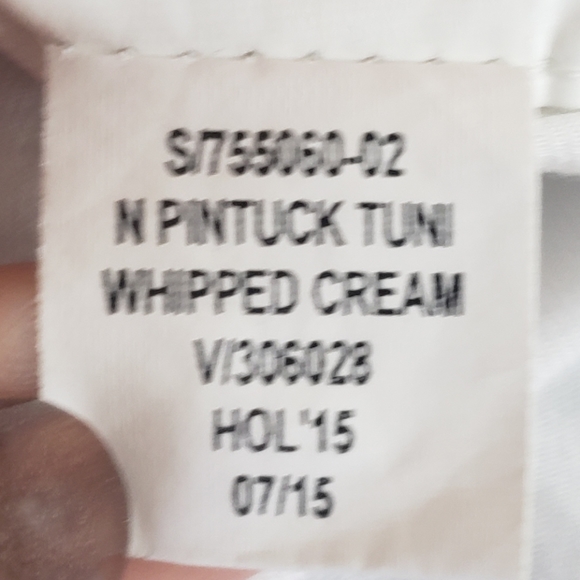 S/755060-02
N PINTUCK TUNI
WHIPPED CREAM
V/306028
HOL'15
07/15